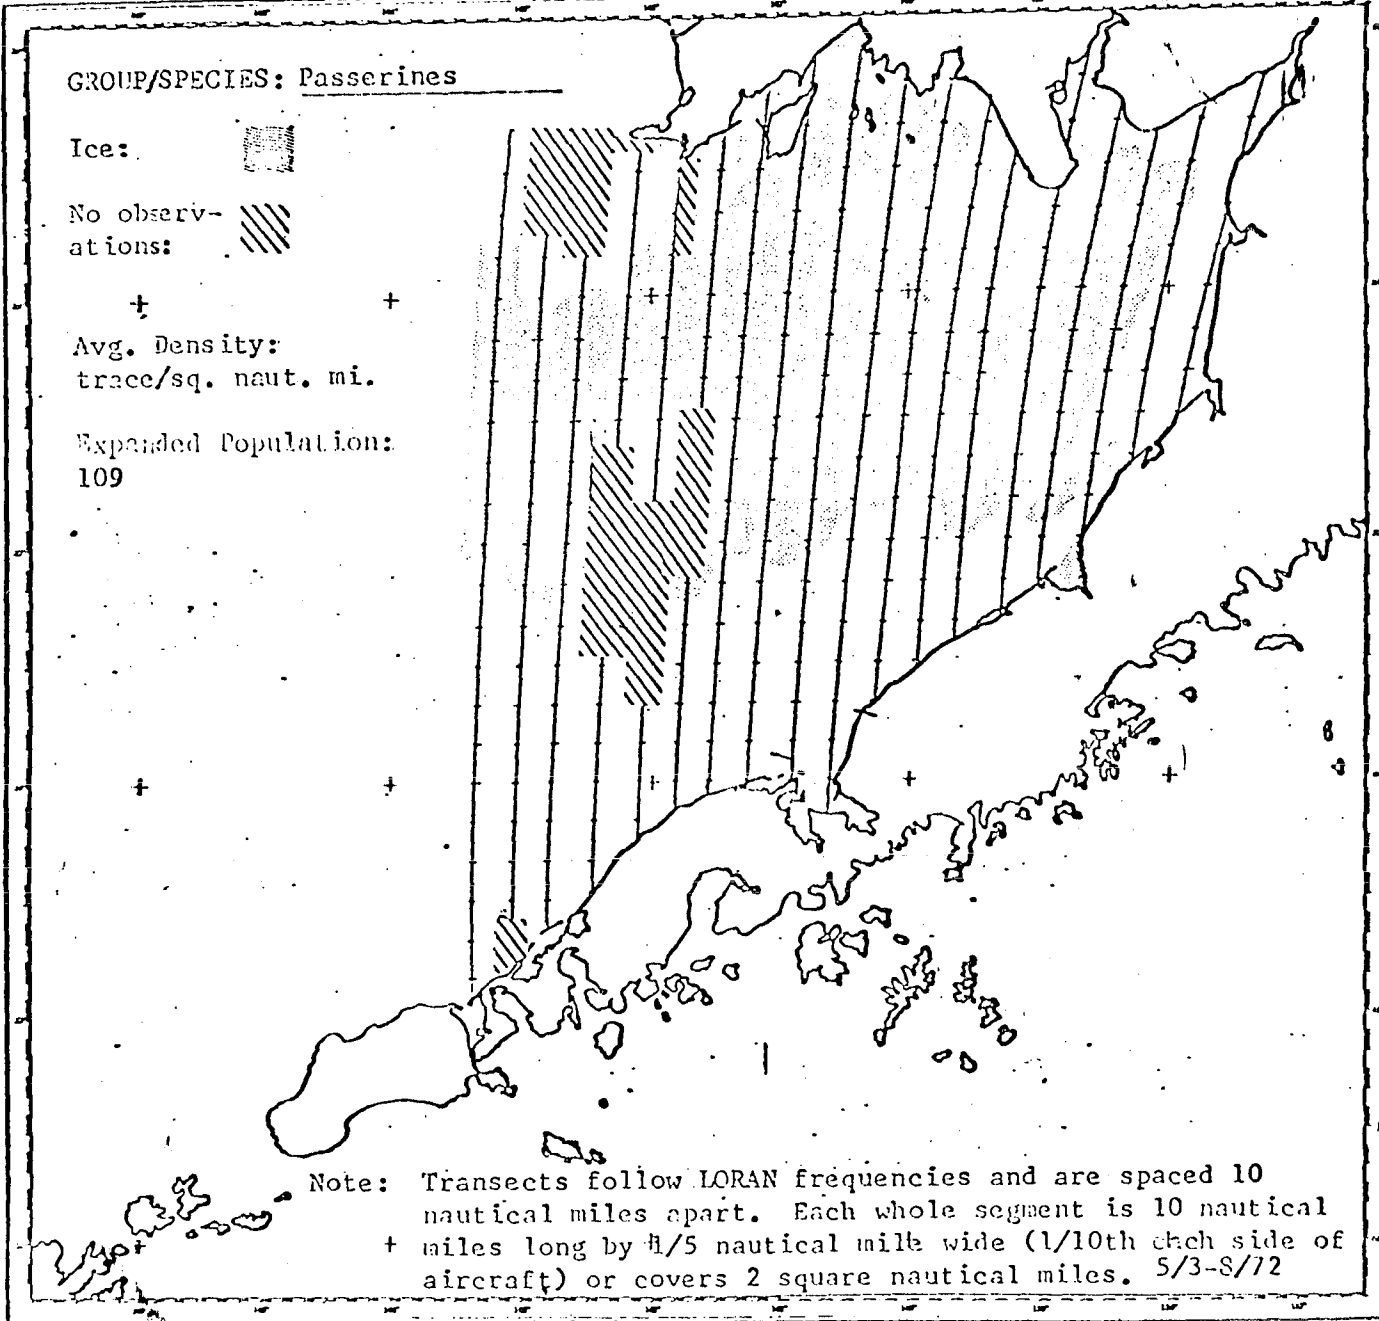 GROUP/SPECIES: Passerines
Ice:
No observ-
ations:
Avg. Density:
trace/sq. naut. mi.
Expanded Population:
109
Note: Transects follow LORAN frequencies and are spaced 10
nautical miles apart. Each whole segment is 10 nautical
miles long by 1/5 nautical mile wide (1/10th each side of
aircraft) or covers 2 square nautical miles. 5/3-8/72